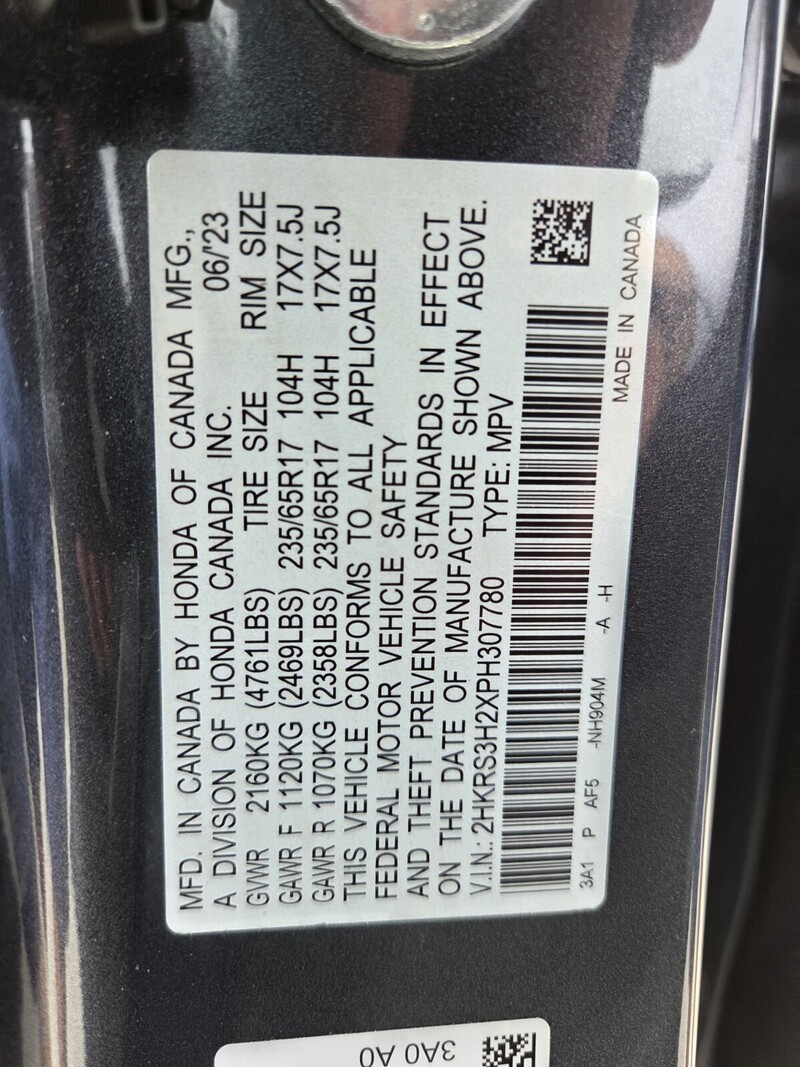 MFD. IN CANADA BY HONDA OF CANADA MFG.,
A DIVISION OF HONDA CANADA INC. 06/'23
GVWR 2160KG (4761LBS) TIRE SIZE RIM SIZE
GAWR F 1120KG (2469LBS) 235/65R17 104H 17X7.5J
GAWR R 1070KG (2358LBS) 235/65R17 104H 17X7.5J
THIS VEHICLE CONFORMS TO ALL APPLICABLE
FEDERAL MOTOR VEHICLE SAFETY
AND THEFT PREVENTION STANDARDS IN EFFECT
ON THE DATE OF MANUFACTURE SHOWN ABOVE.
V.I.N.: 2HKRS3H2XPH307780 TYPE: MPV
3A1 P AF5 -NH904M -A -H MADE IN CANADA
3A0 A0